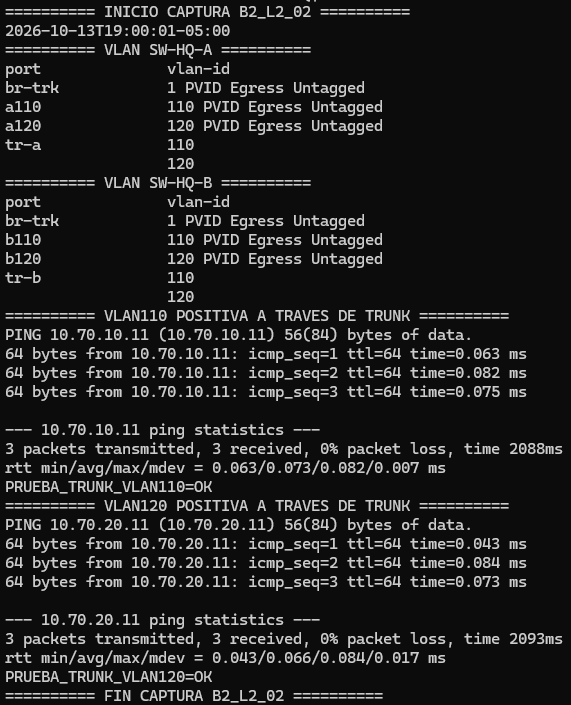 ========== INICIO CAPTURA B2_L2_02 ==========
2026-10-13T19:00:01-05:00
========== VLAN SW-HQ-A ==========
port              vlan-id
br-trk            1 PVID Egress Untagged
a110              110 PVID Egress Untagged
a120              120 PVID Egress Untagged
tr-a              110
                  120
========== VLAN SW-HQ-B ==========
port              vlan-id
br-trk            1 PVID Egress Untagged
b110              110 PVID Egress Untagged
b120              120 PVID Egress Untagged
tr-b              110
                  120
========== VLAN110 POSITIVA A TRAVES DE TRUNK ==========
PING 10.70.10.11 (10.70.10.11) 56(84) bytes of data.
64 bytes from 10.70.10.11: icmp_seq=1 ttl=64 time=0.063 ms
64 bytes from 10.70.10.11: icmp_seq=2 ttl=64 time=0.082 ms
64 bytes from 10.70.10.11: icmp_seq=3 ttl=64 time=0.075 ms

--- 10.70.10.11 ping statistics ---
3 packets transmitted, 3 received, 0% packet loss, time 2088ms
rtt min/avg/max/mdev = 0.063/0.073/0.082/0.007 ms
PRUEBA_TRUNK_VLAN110=OK
========== VLAN120 POSITIVA A TRAVES DE TRUNK ==========
PING 10.70.20.11 (10.70.20.11) 56(84) bytes of data.
64 bytes from 10.70.20.11: icmp_seq=1 ttl=64 time=0.043 ms
64 bytes from 10.70.20.11: icmp_seq=2 ttl=64 time=0.084 ms
64 bytes from 10.70.20.11: icmp_seq=3 ttl=64 time=0.073 ms

--- 10.70.20.11 ping statistics ---
3 packets transmitted, 3 received, 0% packet loss, time 2093ms
rtt min/avg/max/mdev = 0.043/0.066/0.084/0.017 ms
PRUEBA_TRUNK_VLAN120=OK
========== FIN CAPTURA B2_L2_02 ==========